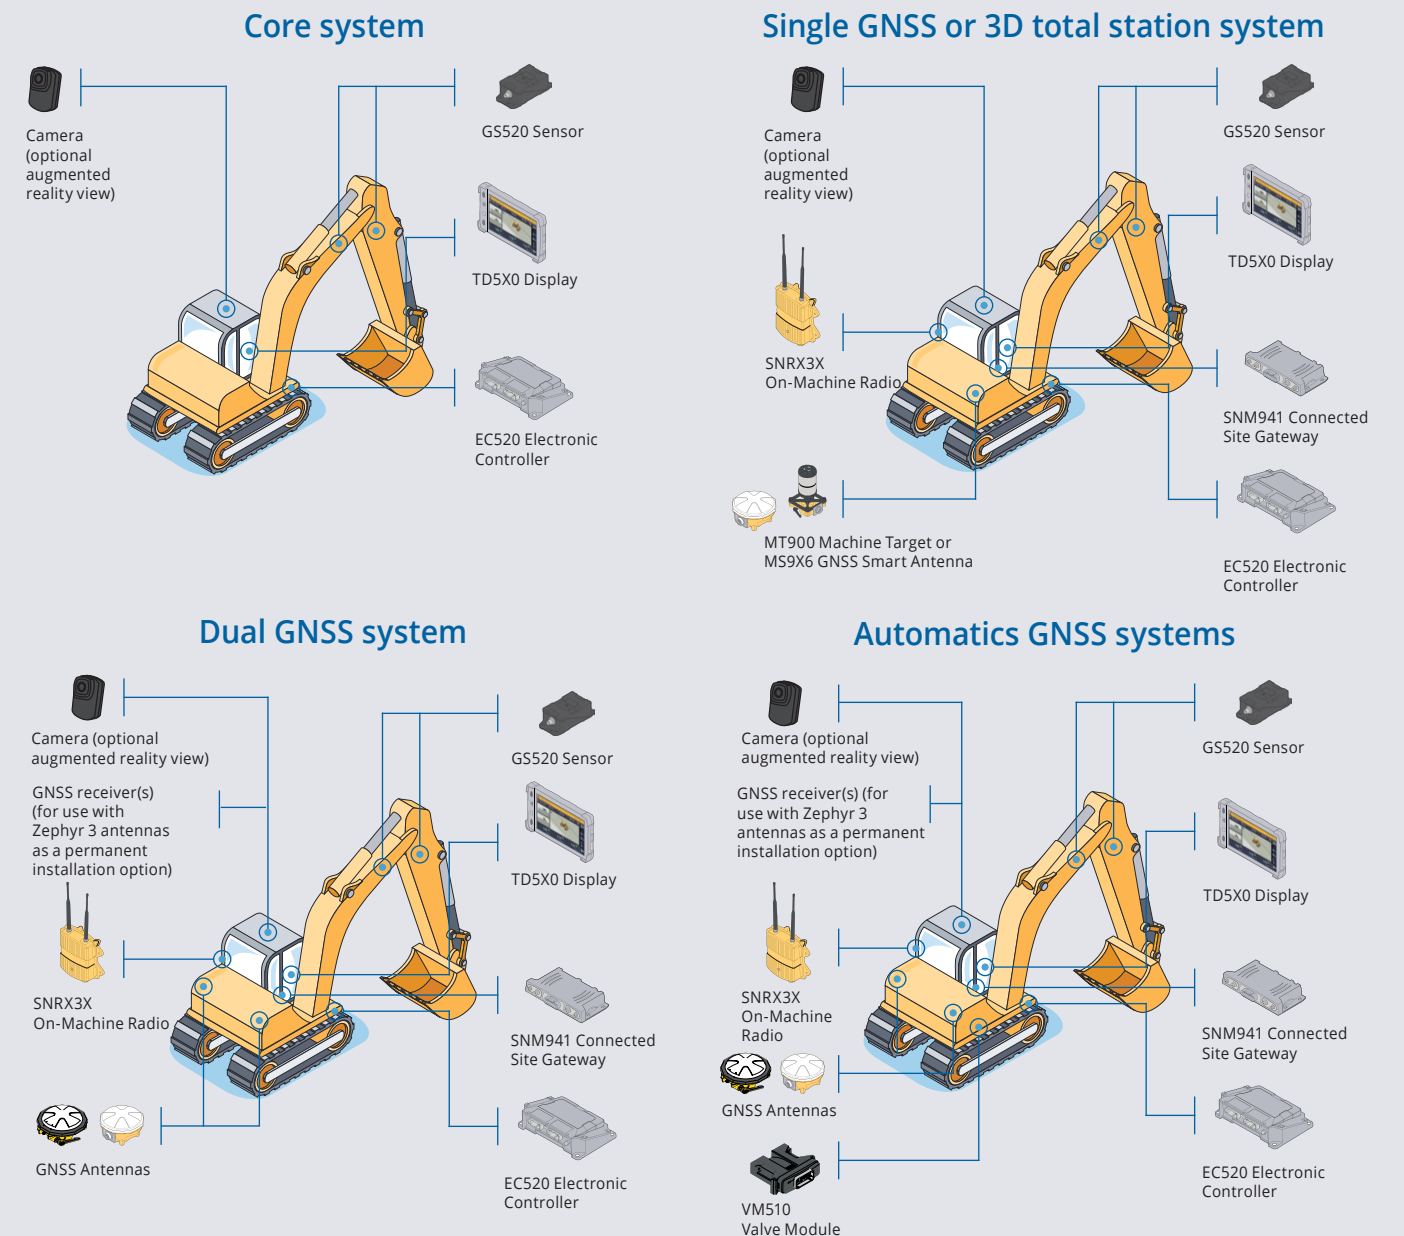 Core system
Camera
(optional
augmented
reality view)
GS520 Sensor
TD5X0 Display
EC520 Electronic
Controller
Single GNSS or 3D total station system
Camera
(optional
augmented
reality view)
SNRX3X
On-Machine Radio
MT900 Machine Target or
MS9X6 GNSS Smart Antenna
GS520 Sensor
TD5X0 Display
SNM941 Connected
Site Gateway
EC520 Electronic
Controller
Dual GNSS system
Camera (optional
augmented reality view)
GNSS receiver(s)
(for use with
Zephyr 3 antennas
as a permanent
installation option)
SNRX3X
On-Machine Radio
GNSS Antennas
GS520 Sensor
TD5X0 Display
SNM941 Connected
Site Gateway
EC520 Electronic
Controller
Automatics GNSS systems
Camera (optional
augmented reality view)
GNSS receiver(s) (for
use with Zephyr 3
antennas as a permanent
installation option)
SNRX3X
On-Machine
Radio
GNSS Antennas
VM510
Valve Module
GS520 Sensor
TD5X0 Display
SNM941 Connected
Site Gateway
EC520 Electronic
Controller